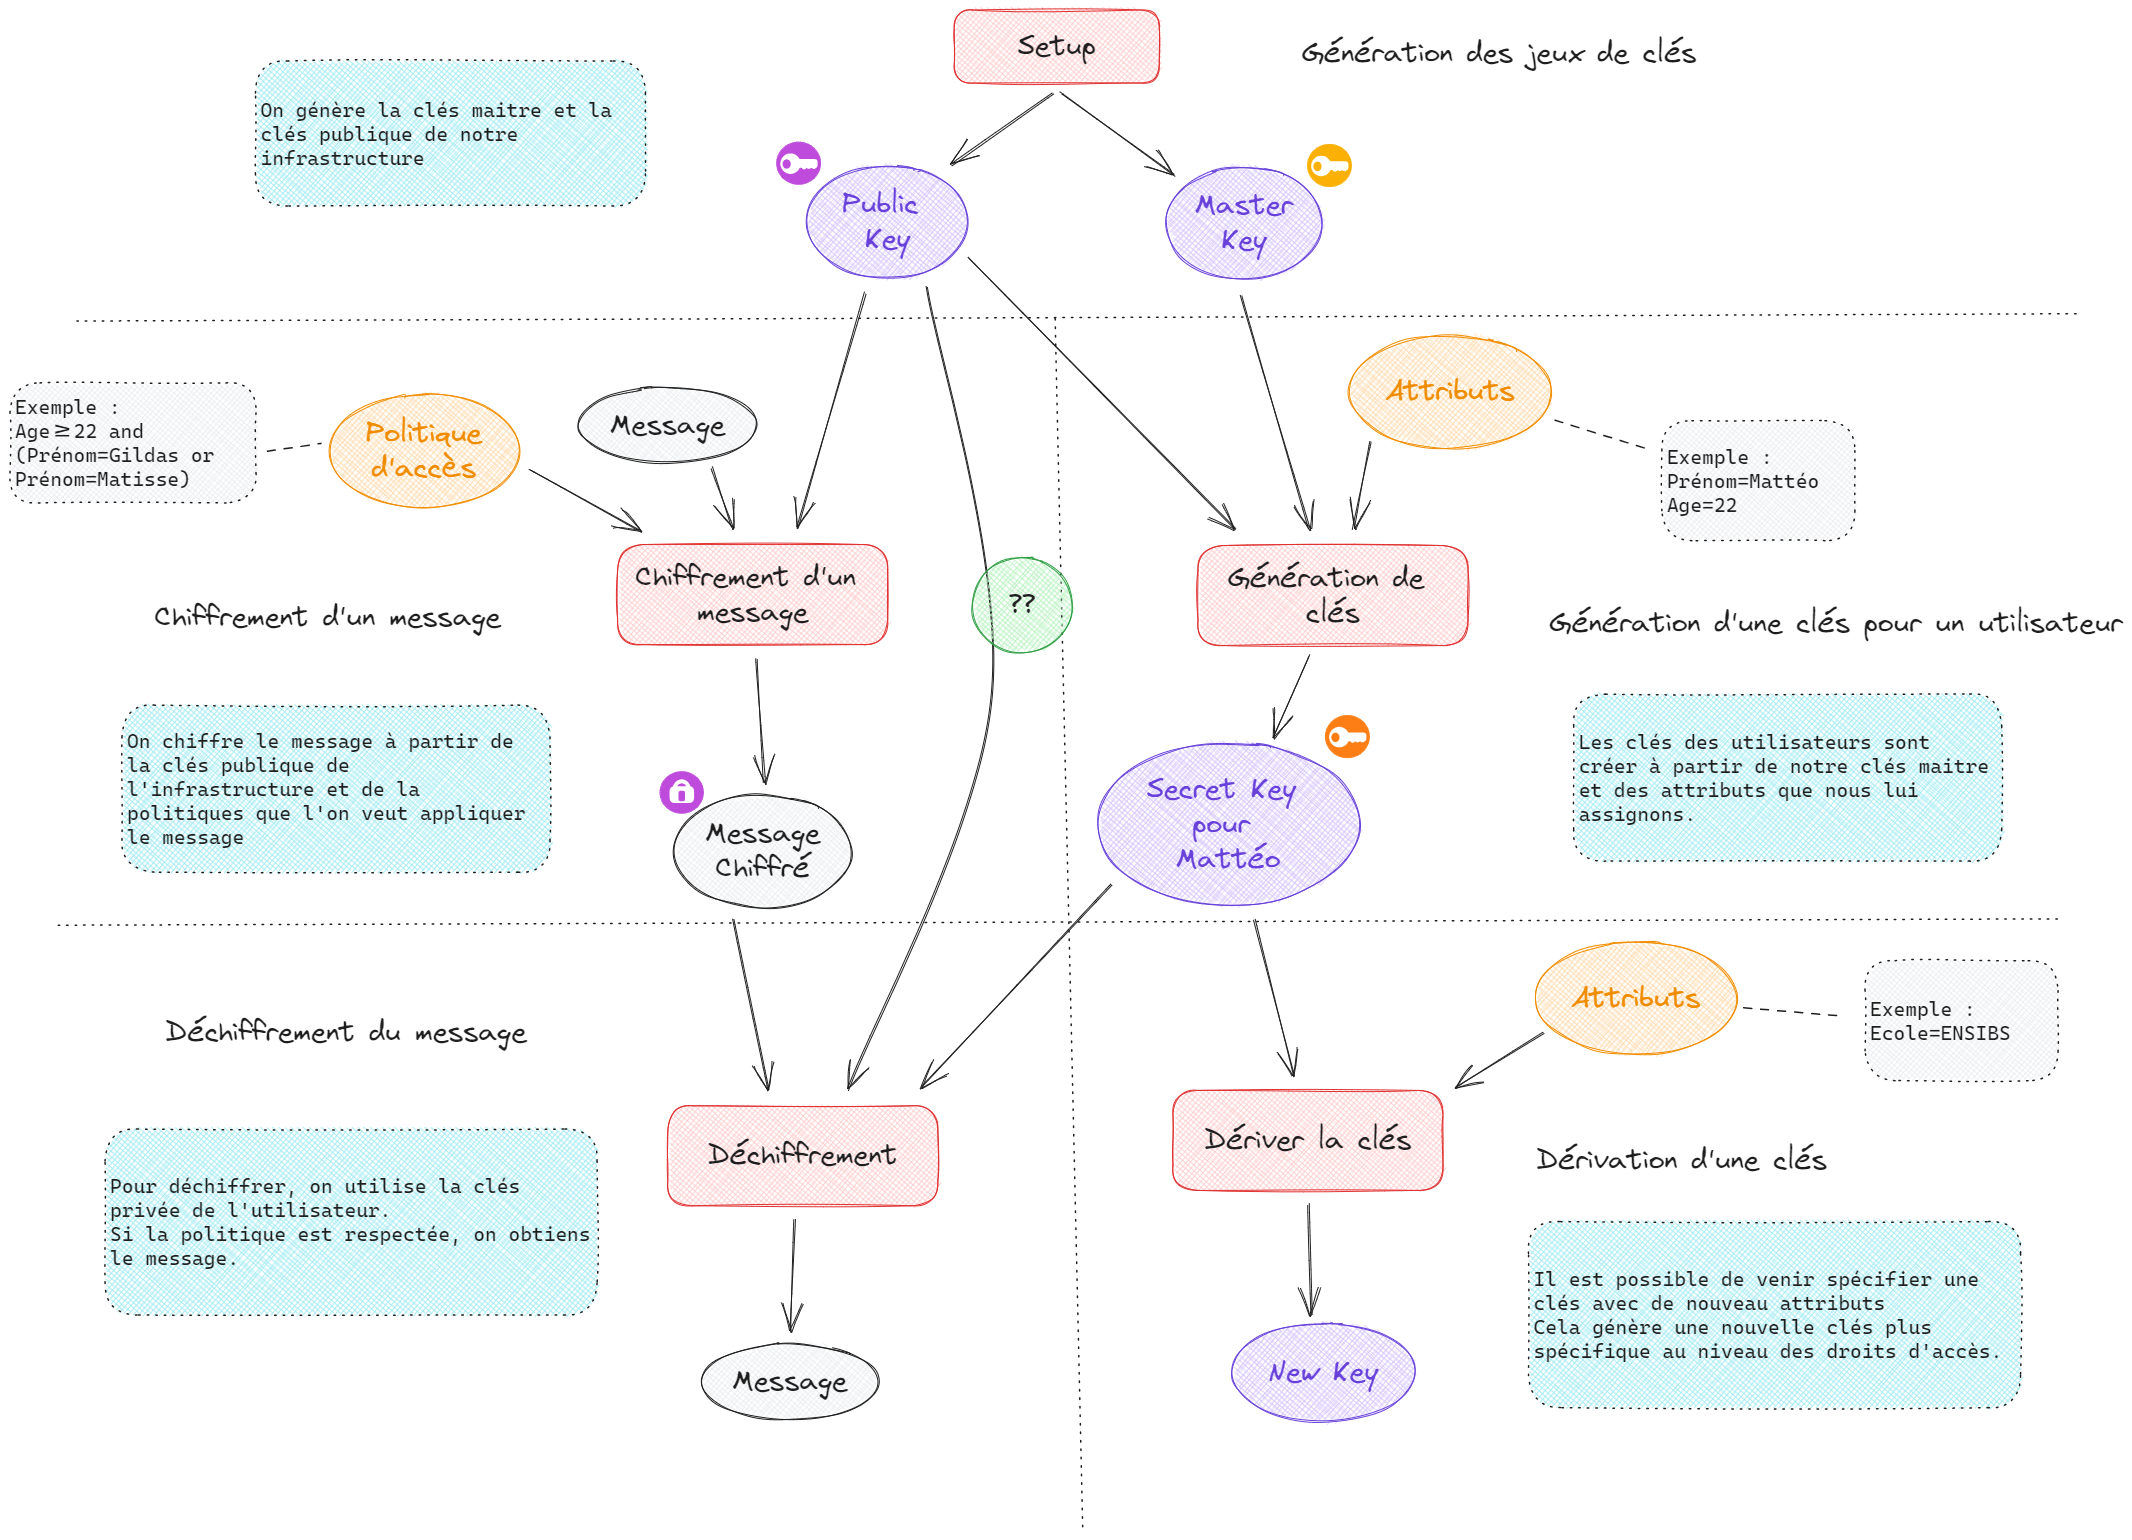 Setup
Génération des jeux de clés
On génère la clés maitre et la
clés publique de notre
infrastructure
Public
Key
Master
Key
Exemple :
Age≥22 and
(Prénom=Gildas or
Prénom=Matisse)
Politique
d'accès
Message
Attributs
Exemple :
Prénom=Mattéo
Age=22
Chiffrement d'un message
Chiffrement d'un
message
??
Génération de
clés
Génération d'une clés pour un utilisateur
On chiffre le message à partir de
la clés publique de
l'infrastructure et de la
politiques que l'on veut appliquer
le message
Message
Chiffré
Secret Key
pour
Mattéo
Les clés des utilisateurs sont
créer à partir de notre clés maitre
et des attributs que nous lui
assignons.
Déchiffrement du message
Attributs
Exemple :
Ecole=ENSIBS
Déchiffrement
Dériver la clés
Dérivation d'une clés
Pour déchiffrer, on utilise la clés
privée de l'utilisateur.
Si la politique est respectée, on obtiens
le message.
Il est possible de venir spécifier une
clés avec de nouveau attributs
Cela génère une nouvelle clés plus
spécifique au niveau des droits d'accès.
Message
New Key